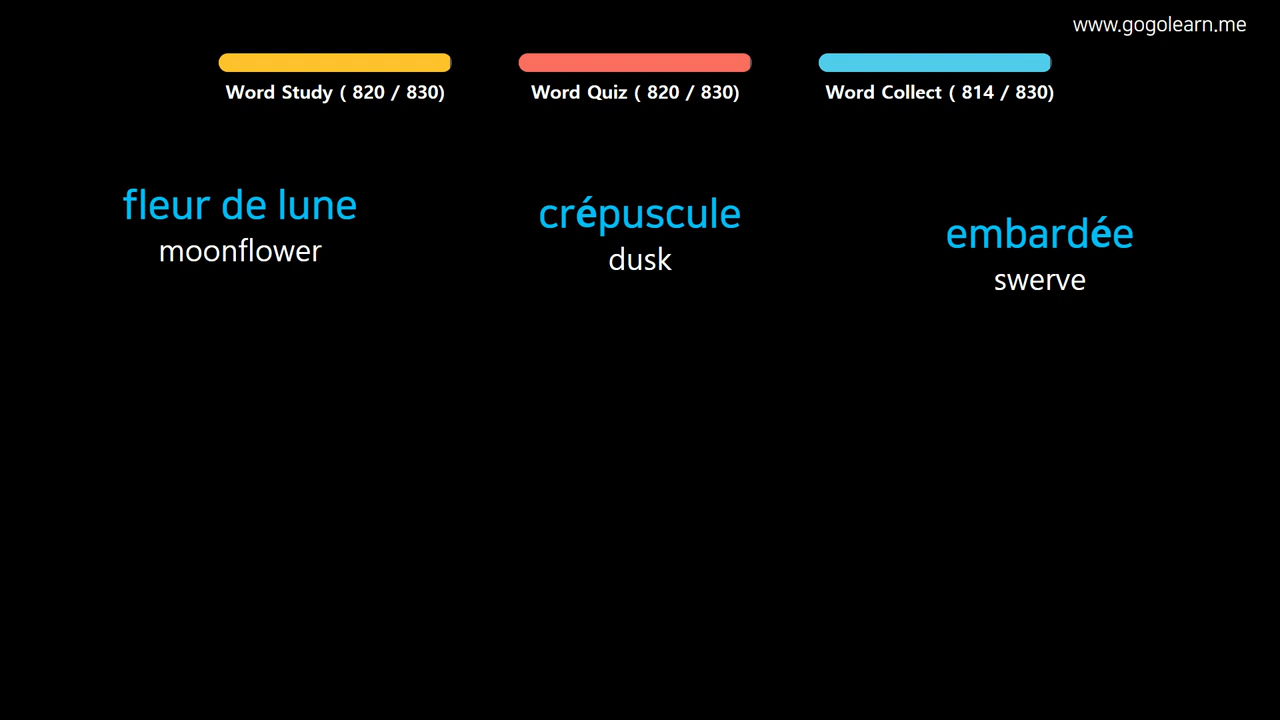 www.gogolearn.me
Word Study ( 820 / 830)
Word Quiz ( 820 / 830)
Word Collect ( 814 / 830)
fleur de lune
moonflower
crépuscule
dusk
embardée
swerve